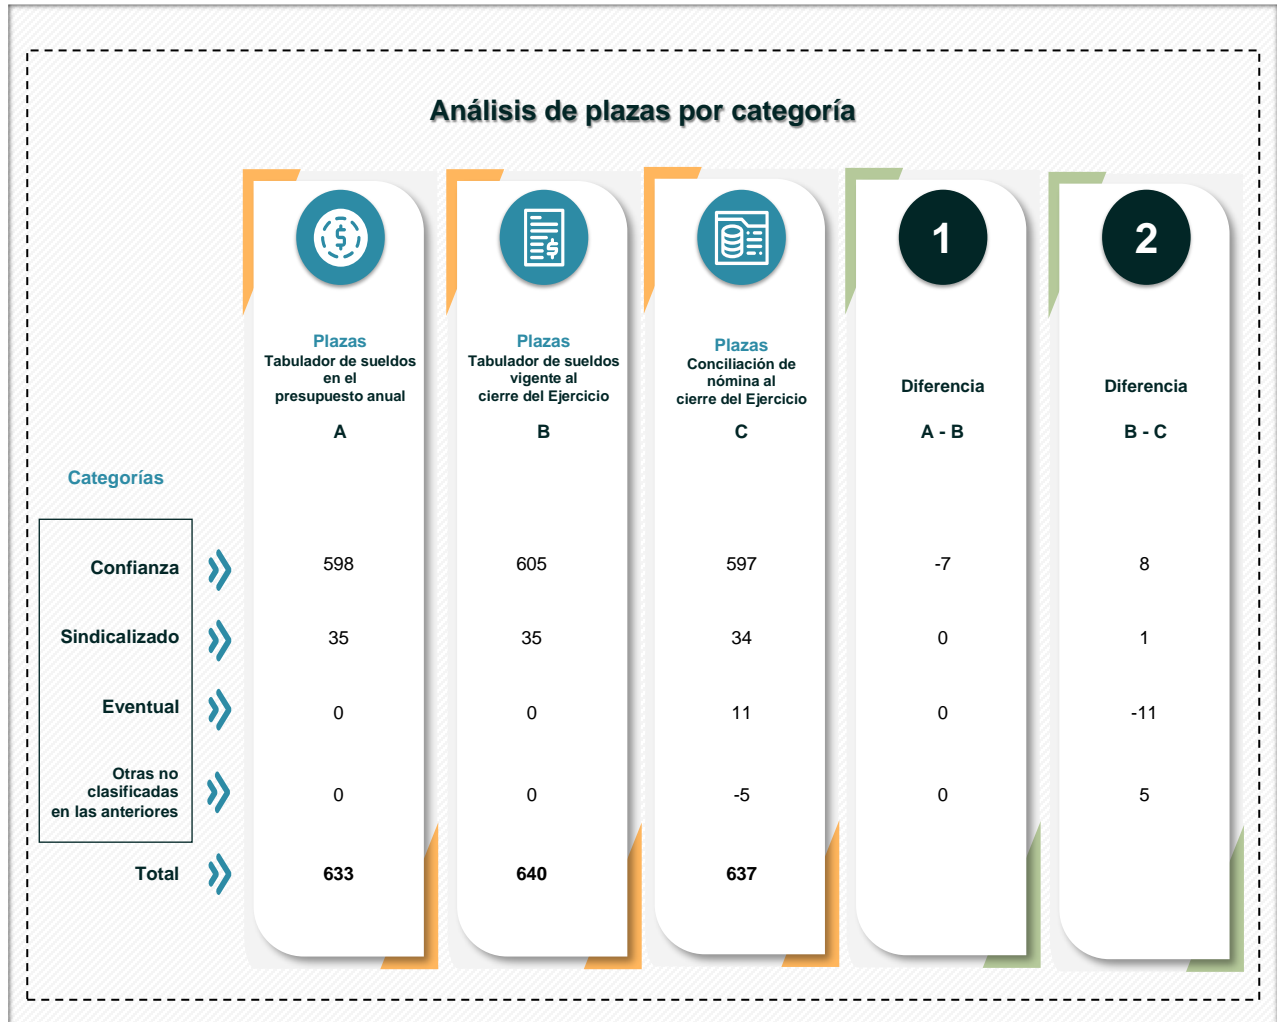 Análisis de plazas por categoría
1
2
Plazas
Tabulador de sueldos
en el
presupuesto anual
A
Plazas
Tabulador de sueldos
vigente al
cierre del Ejercicio
B
Plazas
Conciliación de
nómina al
cierre del Ejercicio
C
Diferencia
A - B
Diferencia
B - C
Categorías
Confianza 598 605 597 -7 8
Sindicalizado 35 35 34 0 1
Eventual 0 0 11 0 -11
Otras no
clasificadas
en las anteriores 0 0 -5 0 5
Total 633 640 637